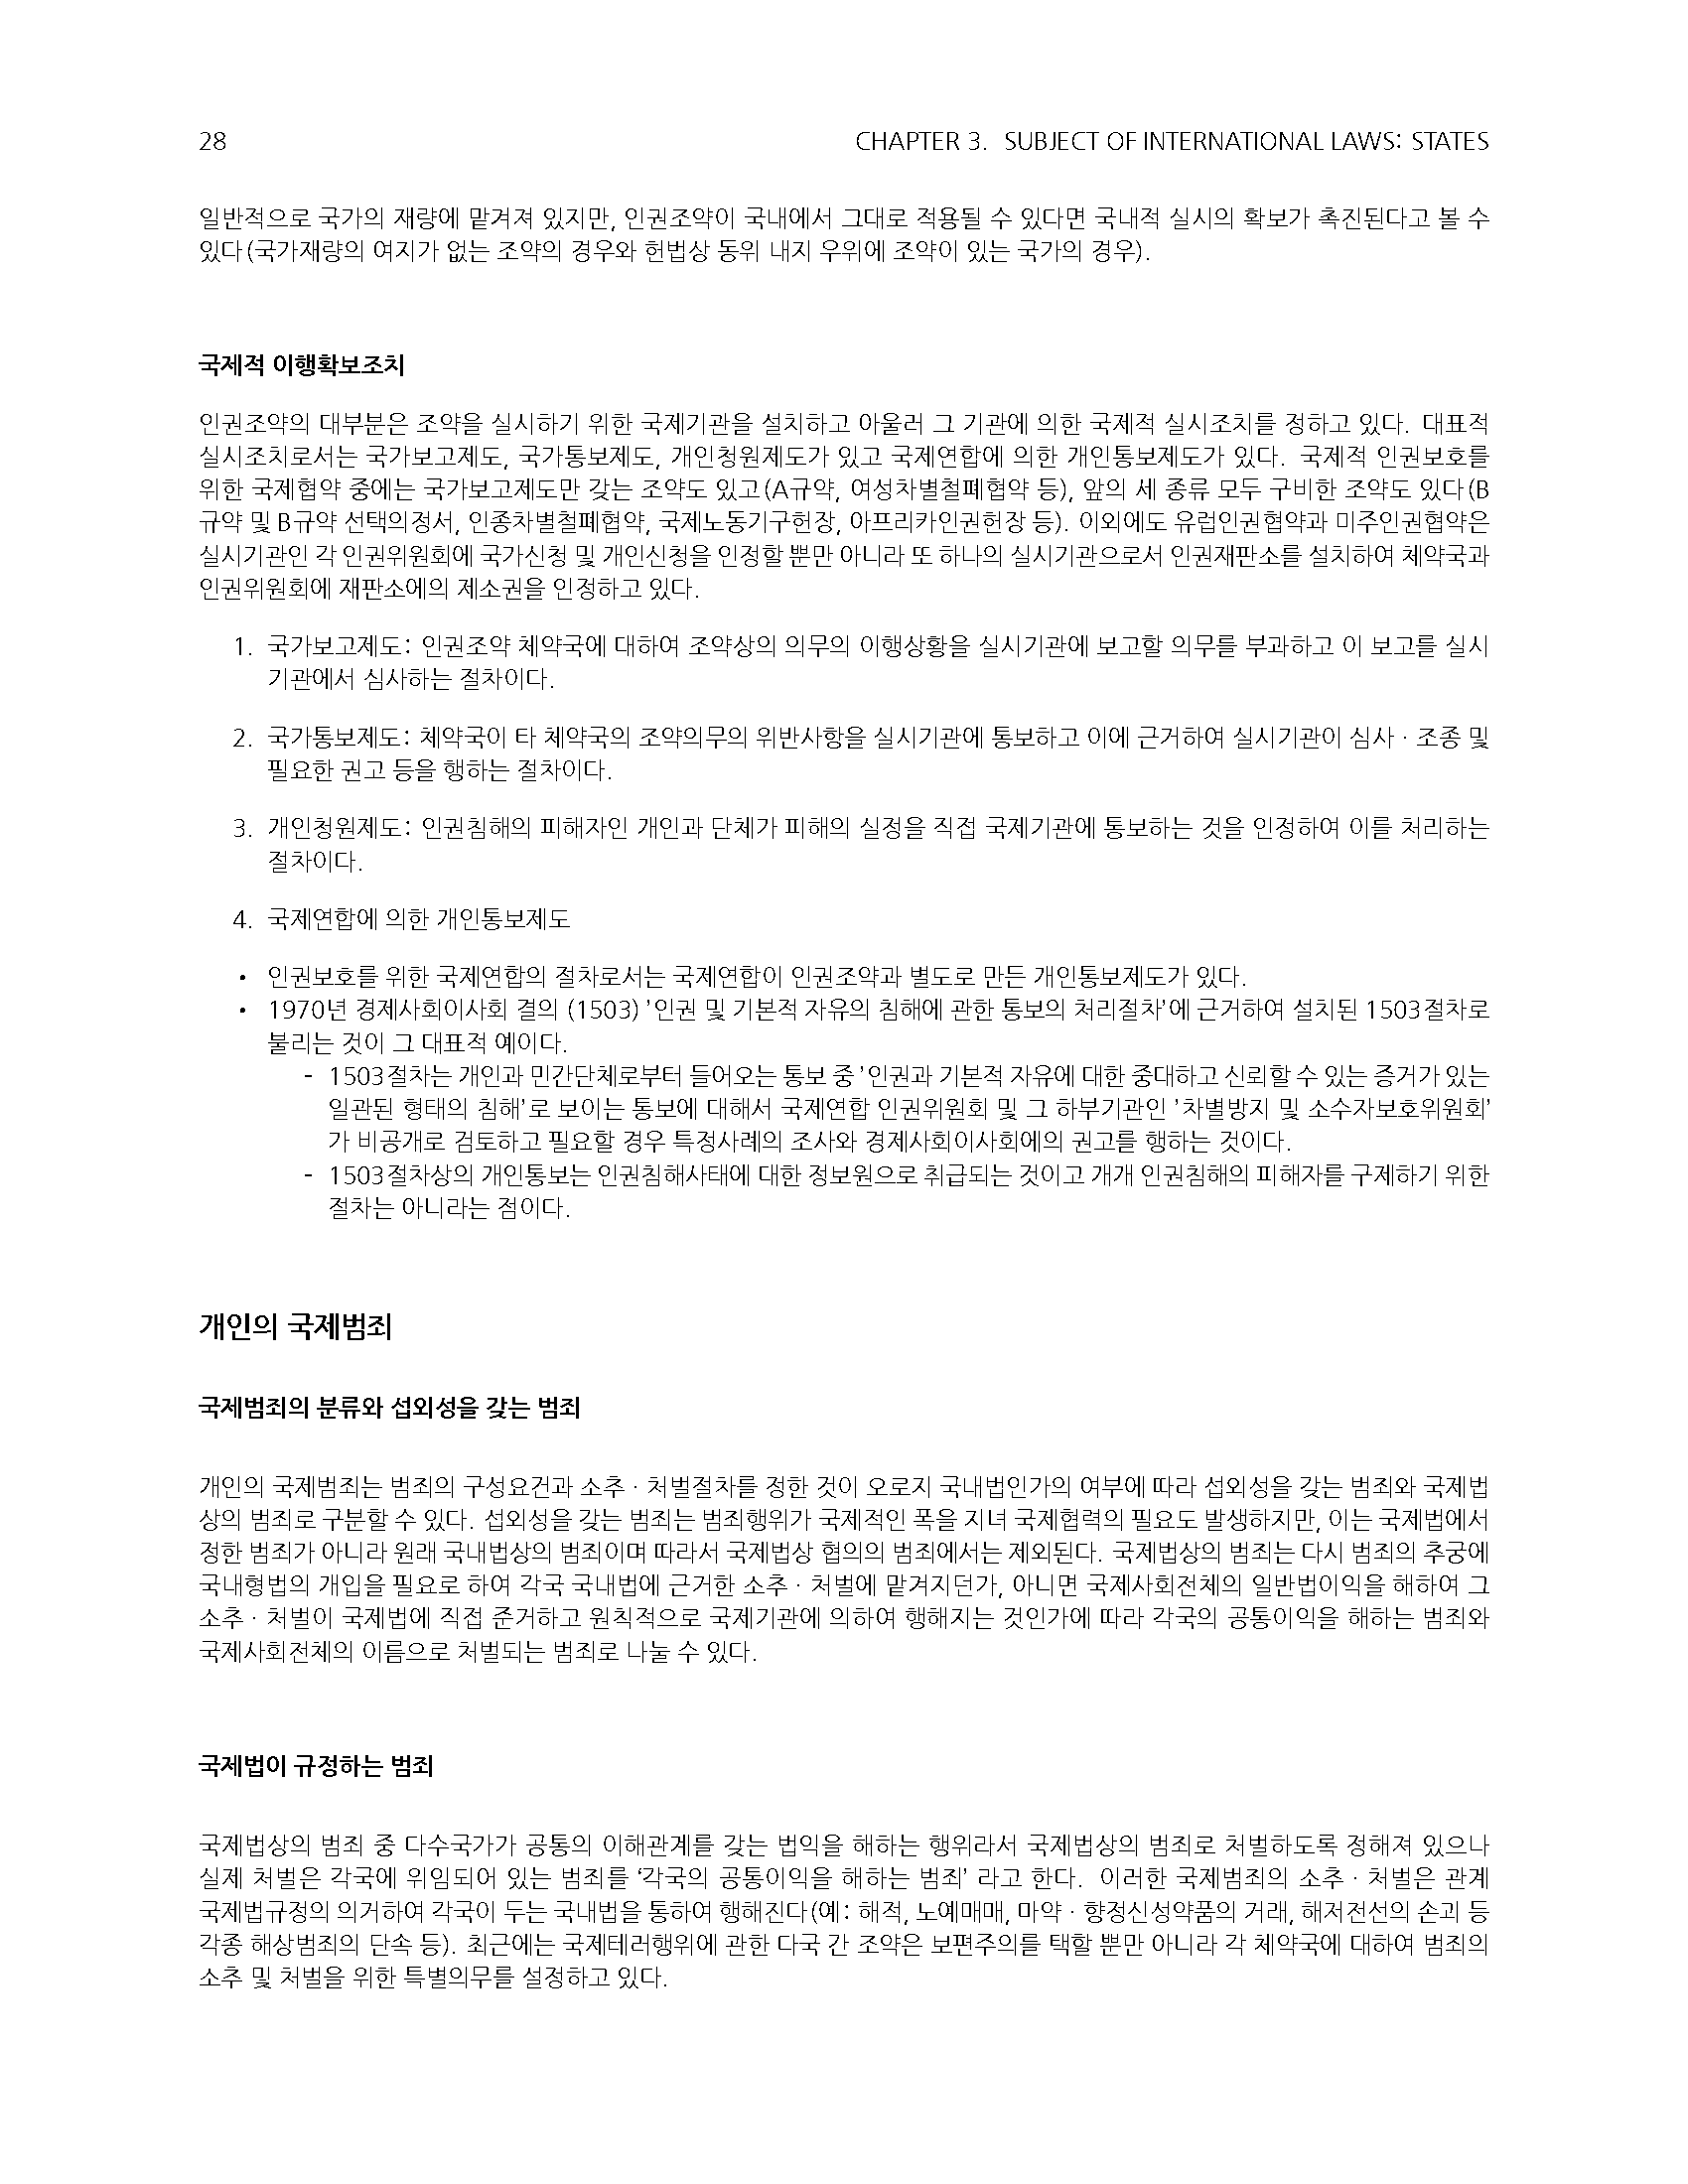 28 CHAPTER 3. SUBJECT OF INTERNATIONAL LAWS: STATES
일반적으로 국가의 재량에 맡겨져 있지만, 인권조약이 국내에서 그대로 적용될 수 있다면 국내적 실시의 확보가 촉진된다고 볼 수
있다(국가재량의 여지가 없는 조약의 경우와 헌법상 동위 내지 우위에 조약이 있는 국가의 경우).
국제적 이행확보조치
인권조약의 대부분은 조약을 실시하기 위한 국제기관을 설치하고 아울러 그 기관에 의한 국제적 실시조치를 정하고 있다. 대표적
실시조치로서는 국가보고제도, 국가통보제도, 개인청원제도가 있고 국제연합에 의한 개인통보제도가 있다. 국제적 인권보호를
위한 국제협약 중에는 국가보고제도만 갖는 조약도 있고(A규약, 여성차별철폐협약 등), 앞의 세 종류 모두 구비한 조약도 있다(B
규약 및 B규약 선택의정서, 인종차별철폐협약, 국제노동기구헌장, 아프리카인권헌장 등). 이외에도 유럽인권협약과 미주인권협약은
실시기관인 각 인권위원회에 국가신청 및 개인신청을 인정할 뿐만 아니라 또 하나의 실시기관으로서 인권재판소를 설치하여 체약국과
인권위원회에 재판소에의 제소권을 인정하고 있다.
1. 국가보고제도: 인권조약 체약국에 대하여 조약상의 의무의 이행상황을 실시기관에 보고할 의무를 부과하고 이 보고를 실시
기관에서 심사하는 절차이다.
2. 국가통보제도: 체약국이 타 체약국의 조약의무의 위반사항을 실시기관에 통보하고 이에 근거하여 실시기관이 심사 · 조종 및
필요한 권고 등을 행하는 절차이다.
3. 개인청원제도: 인권침해의 피해자인 개인과 단체가 피해의 실정을 직접 국제기관에 통보하는 것을 인정하여 이를 처리하는
절차이다.
4. 국제연합에 의한 개인통보제도
• 인권보호를 위한 국제연합의 절차로서는 국제연합이 인권조약과 별도로 만든 개인통보제도가 있다.
• 1970년 경제사회이사회 결의 (1503) ’인권 및 기본적 자유의 침해에 관한 통보의 처리절차’에 근거하여 설치된 1503절차로
불리는 것이 그 대표적 예이다.
- 1503절차는 개인과 민간단체로부터 들어오는 통보 중 ’인권과 기본적 자유에 대한 중대하고 신뢰할 수 있는 증거가 있는
일관된 형태의 침해’로 보이는 통보에 대해서 국제연합 인권위원회 및 그 하부기관인 ’차별방지 및 소수자보호위원회’
가 비공개로 검토하고 필요할 경우 특정사례의 조사와 경제사회이사회에의 권고를 행하는 것이다.
- 1503절차상의 개인통보는 인권침해사태에 대한 정보원으로 취급되는 것이고 개개 인권침해의 피해자를 구제하기 위한
절차는 아니라는 점이다.
개인의 국제범죄
국제범죄의 분류와 섭외성을 갖는 범죄
개인의 국제범죄는 범죄의 구성요건과 소추 · 처벌절차를 정한 것이 오로지 국내법인가의 여부에 따라 섭외성을 갖는 범죄와 국제법
상의 범죄로 구분할 수 있다. 섭외성을 갖는 범죄는 범죄행위가 국제적인 폭을 지녀 국제협력의 필요도 발생하지만, 이는 국제법에서
정한 범죄가 아니라 원래 국내법상의 범죄이며 따라서 국제법상 협의의 범죄에서는 제외된다. 국제법상의 범죄는 다시 범죄의 추궁에
국내형법의 개입을 필요로 하여 각국 국내법에 근거한 소추 · 처벌에 맡겨지던가, 아니면 국제사회전체의 일반법이익을 해하여 그
소추 · 처벌이 국제법에 직접 준거하고 원칙적으로 국제기관에 의하여 행해지는 것인가에 따라 각국의 공통이익을 해하는 범죄와
국제사회전체의 이름으로 처벌되는 범죄로 나눌 수 있다.
국제법이 규정하는 범죄
국제법상의 범죄 중 다수국가가 공통의 이해관계를 갖는 법익을 해하는 행위라서 국제법상의 범죄로 처벌하도록 정해져 있으나
실제 처벌은 각국에 위임되어 있는 범죄를 ‘각국의 공통이익을 해하는 범죄’ 라고 한다. 이러한 국제범죄의 소추 · 처벌은 관계
국제법규정의 의거하여 각국이 두는 국내법을 통하여 행해진다(예: 해적, 노예매매, 마약 · 향정신성약품의 거래, 해저전선의 손괴 등
각종 해상범죄의 단속 등). 최근에는 국제테러행위에 관한 다국 간 조약은 보편주의를 택할 뿐만 아니라 각 체약국에 대하여 범죄의
소추 및 처벌을 위한 특별의무를 설정하고 있다.